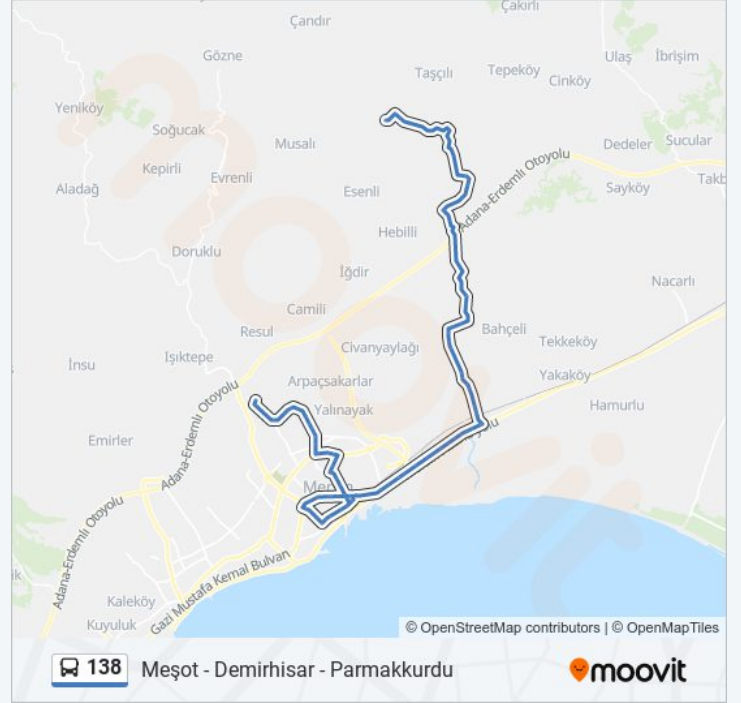 Çandır
Çakırlı
Gözne
Ulaş
İbrişim
Taşçılı
Tepeköy
Cinköy
Yeniköy
Soğucak
Musalı
Dedeler
Sucular
Kepirli
Evrenli
Adana-Erdemli Otoyolu
Takb
Aladağ
Esenli
Sayköy
Hebilli
Doruklu
İğdir
Nacarlı
Camili
Resul
Bahçeli
Civanyaylağı
Tekkeköy
İnsu
Işıktepe
Arpaçsakarlar
Yakaköy
Adana-Erdemli Otoyolu
Yalınayak
Hamurlu
Emirler
Adana-Erdemli Otoyolu
Gazi Mustafa Kemal Bulvarı
Kaleköy
Kuyuluk
© OpenStreetMap contributors | © OpenMapTiles
138 Meşot - Demirhisar - Parmakkurdu
moovit